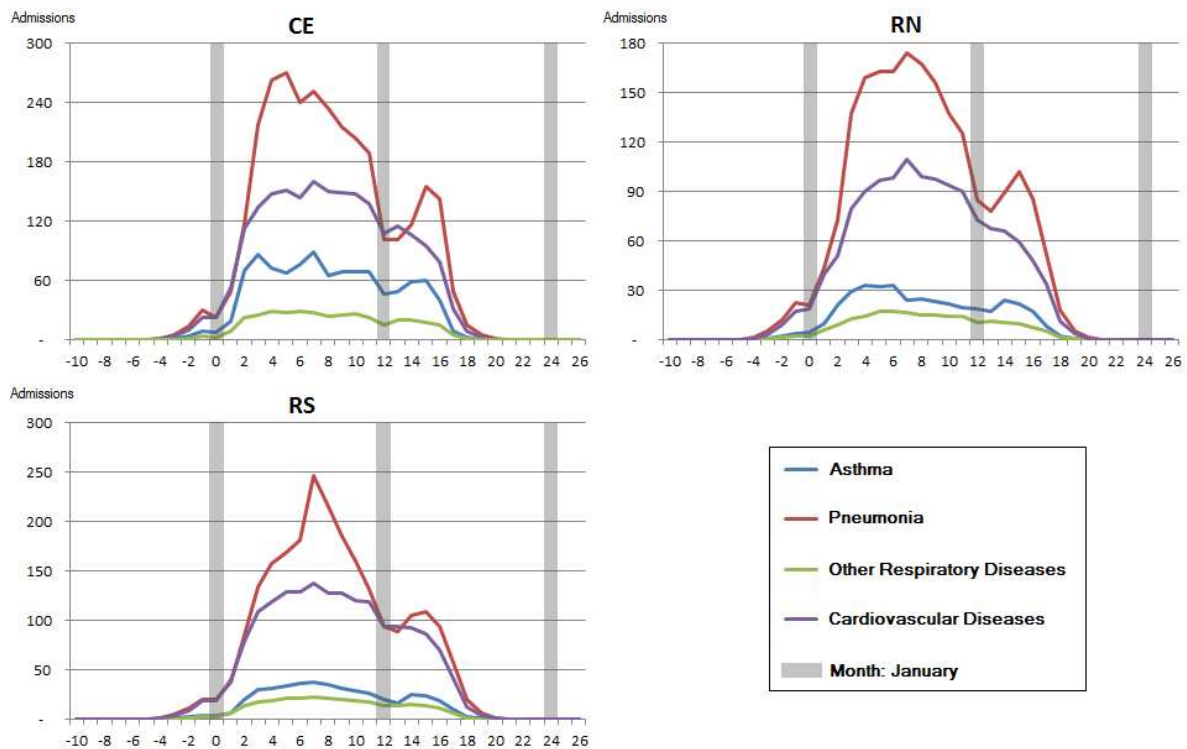 Admissions
CE
300
240
180
120
60
-
-10 -8 -6 -4 -2 0 2 4 6 8 10 12 14 16 18 20 22 24 26
Admissions
RN
180
150
120
90
60
30
-
-10 -8 -6 -4 -2 0 2 4 6 8 10 12 14 16 18 20 22 24 26
Admissions
RS
300
250
200
150
100
50
-
-10 -8 -6 -4 -2 0 2 4 6 8 10 12 14 16 18 20 22 24 26
Asthma
Pneumonia
Other Respiratory Diseases
Cardiovascular Diseases
Month: January